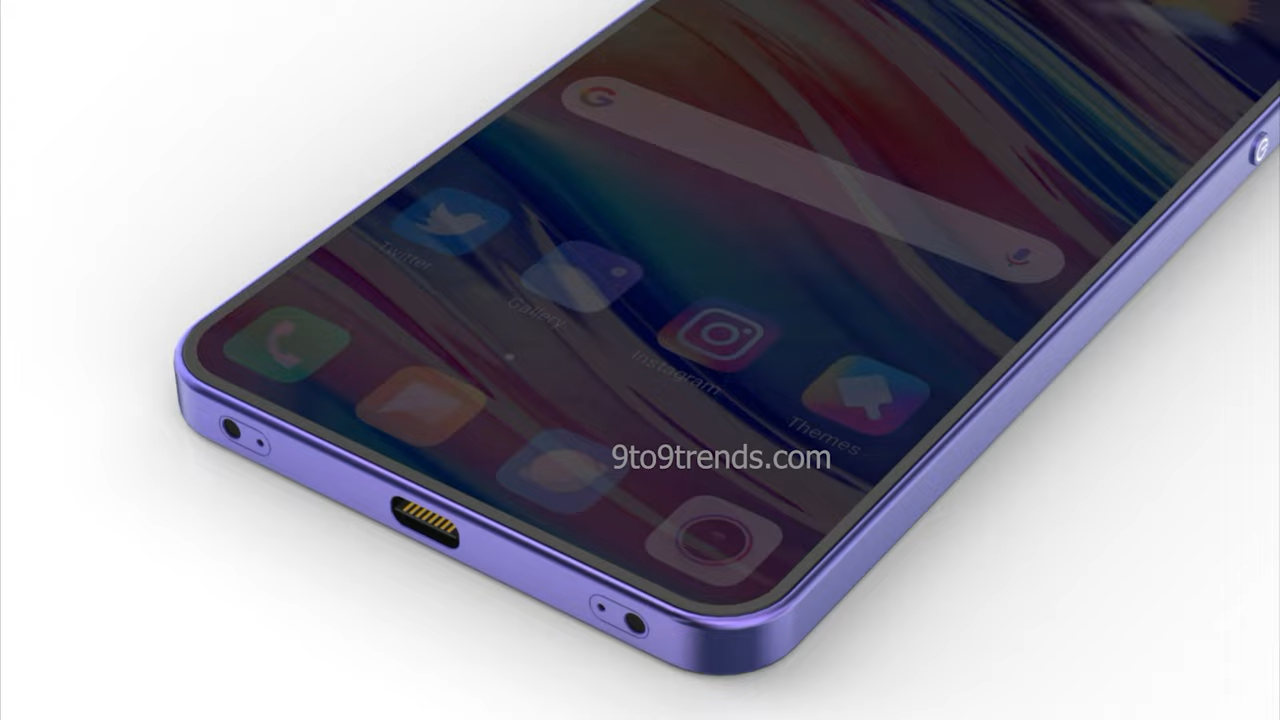 G
G
Twitter
Gallery
Instagram
Themes
9to9trends.com